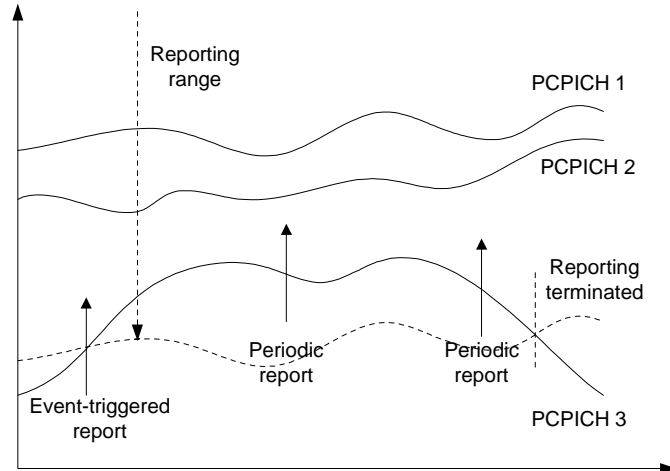 Reporting
range
PCPICH 1
PCPICH 2
Reporting
terminated
Periodic
report
Periodic
report
Event-triggered
report
PCPICH 3